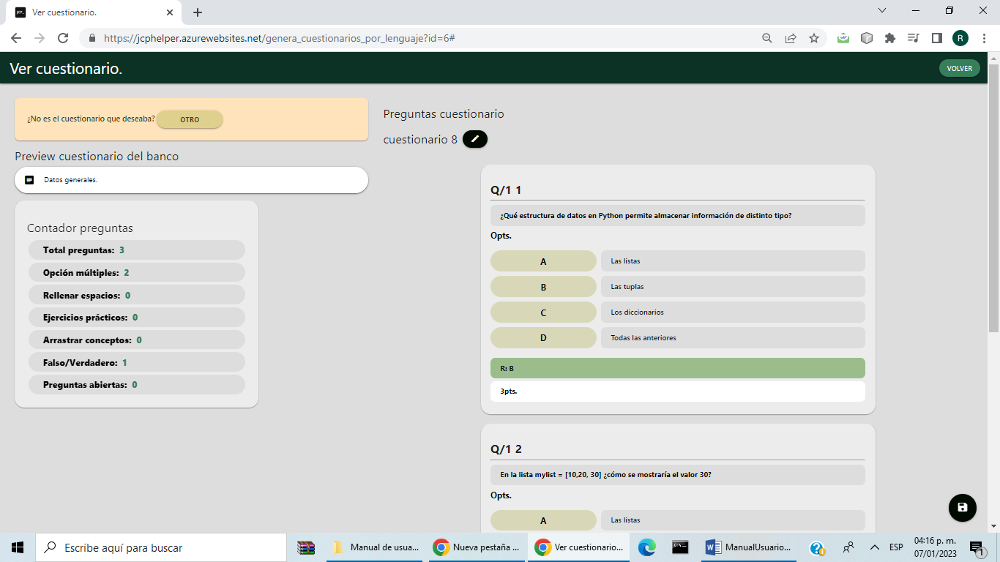 Ver cuestionario.
https://jcphelper.azurewebsites.net/genera_cuestionarios_por_lenguaje?id=6#
R
Ver cuestionario.
VOLVER
¿No es el cuestionario que deseaba? OTRO
Preview cuestionario del banco
Datos generales.
Contador preguntas
Total preguntas: 3
Opción múltiples: 2
Rellenar espacios: 0
Ejercicios prácticos: 0
Arrastrar conceptos: 0
Falso/Verdadero: 1
Preguntas abiertas: 0
Preguntas cuestionario
cuestionario 8
Q/1 1
¿Qué estructura de datos en Python permite almacenar información de distinto tipo?
Opts.
A Las listas
B Las tuplas
C Los diccionarios
D Todas las anteriores
R: B
3pts.
Q/1 2
En la lista mylist = [10,20, 30] ¿cómo se mostraría el valor 30?
Opts.
A Las listas
Escribe aquí para buscar
Manual de usua...
Nueva pestaña ...
Ver cuestionario...
ManualUsuario...
ESP
04:16 p. m.
07/01/2023
1